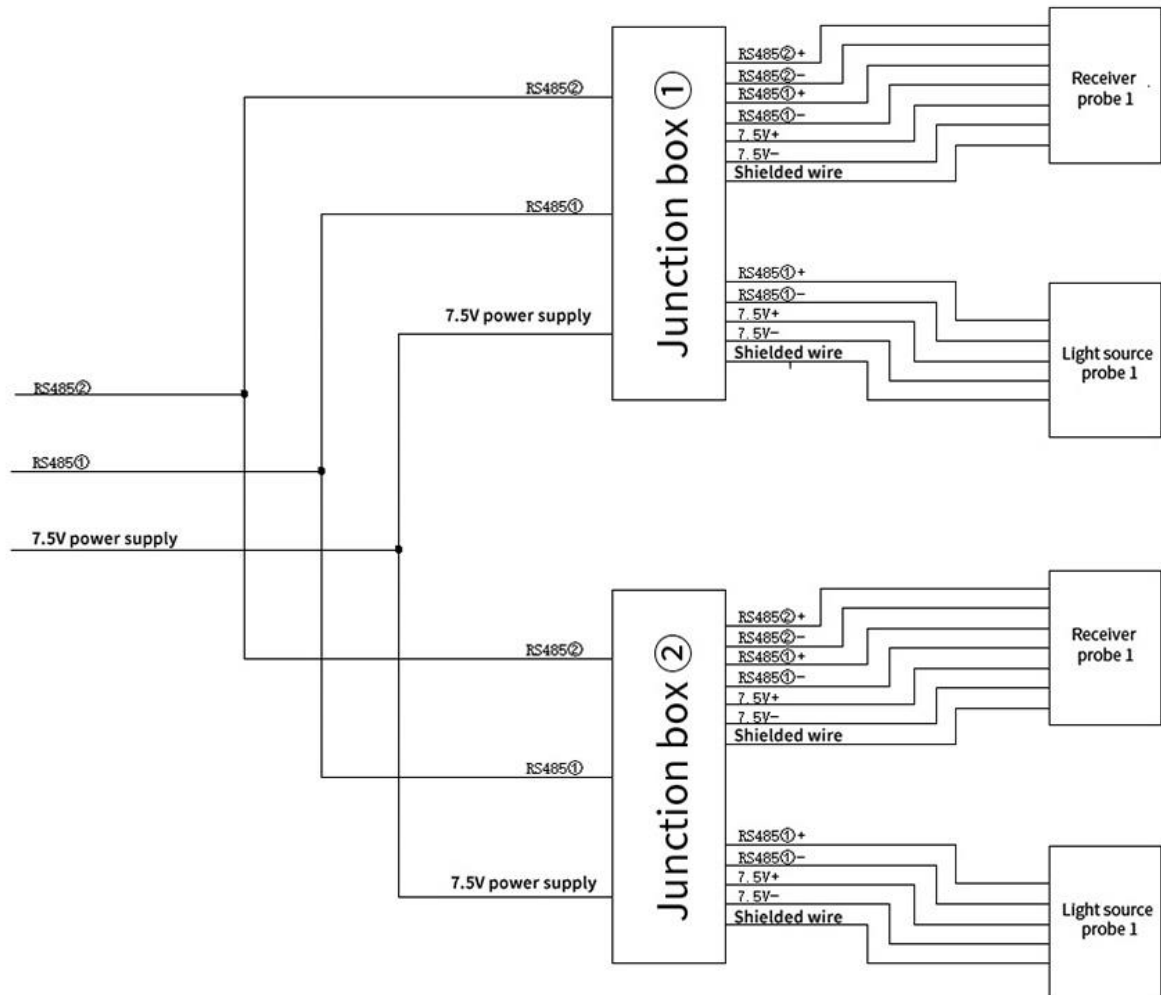 RS485②
RS485①
7.5V power supply
RS485②
RS485①
7.5V power supply
Junction box ①
RS485②+
RS485②-
RS485①+
RS485①-
7.5V+
7.5V-
Shielded wire
Receiver
probe 1
RS485①+
RS485①-
7.5V+
7.5V-
Shielded wire
Light source
probe 1
RS485②
RS485①
7.5V power supply
Junction box ②
RS485②+
RS485②-
RS485①+
RS485①-
7.5V+
7.5V-
Shielded wire
Receiver
probe 1
RS485①+
RS485①-
7.5V+
7.5V-
Shielded wire
Light source
probe 1